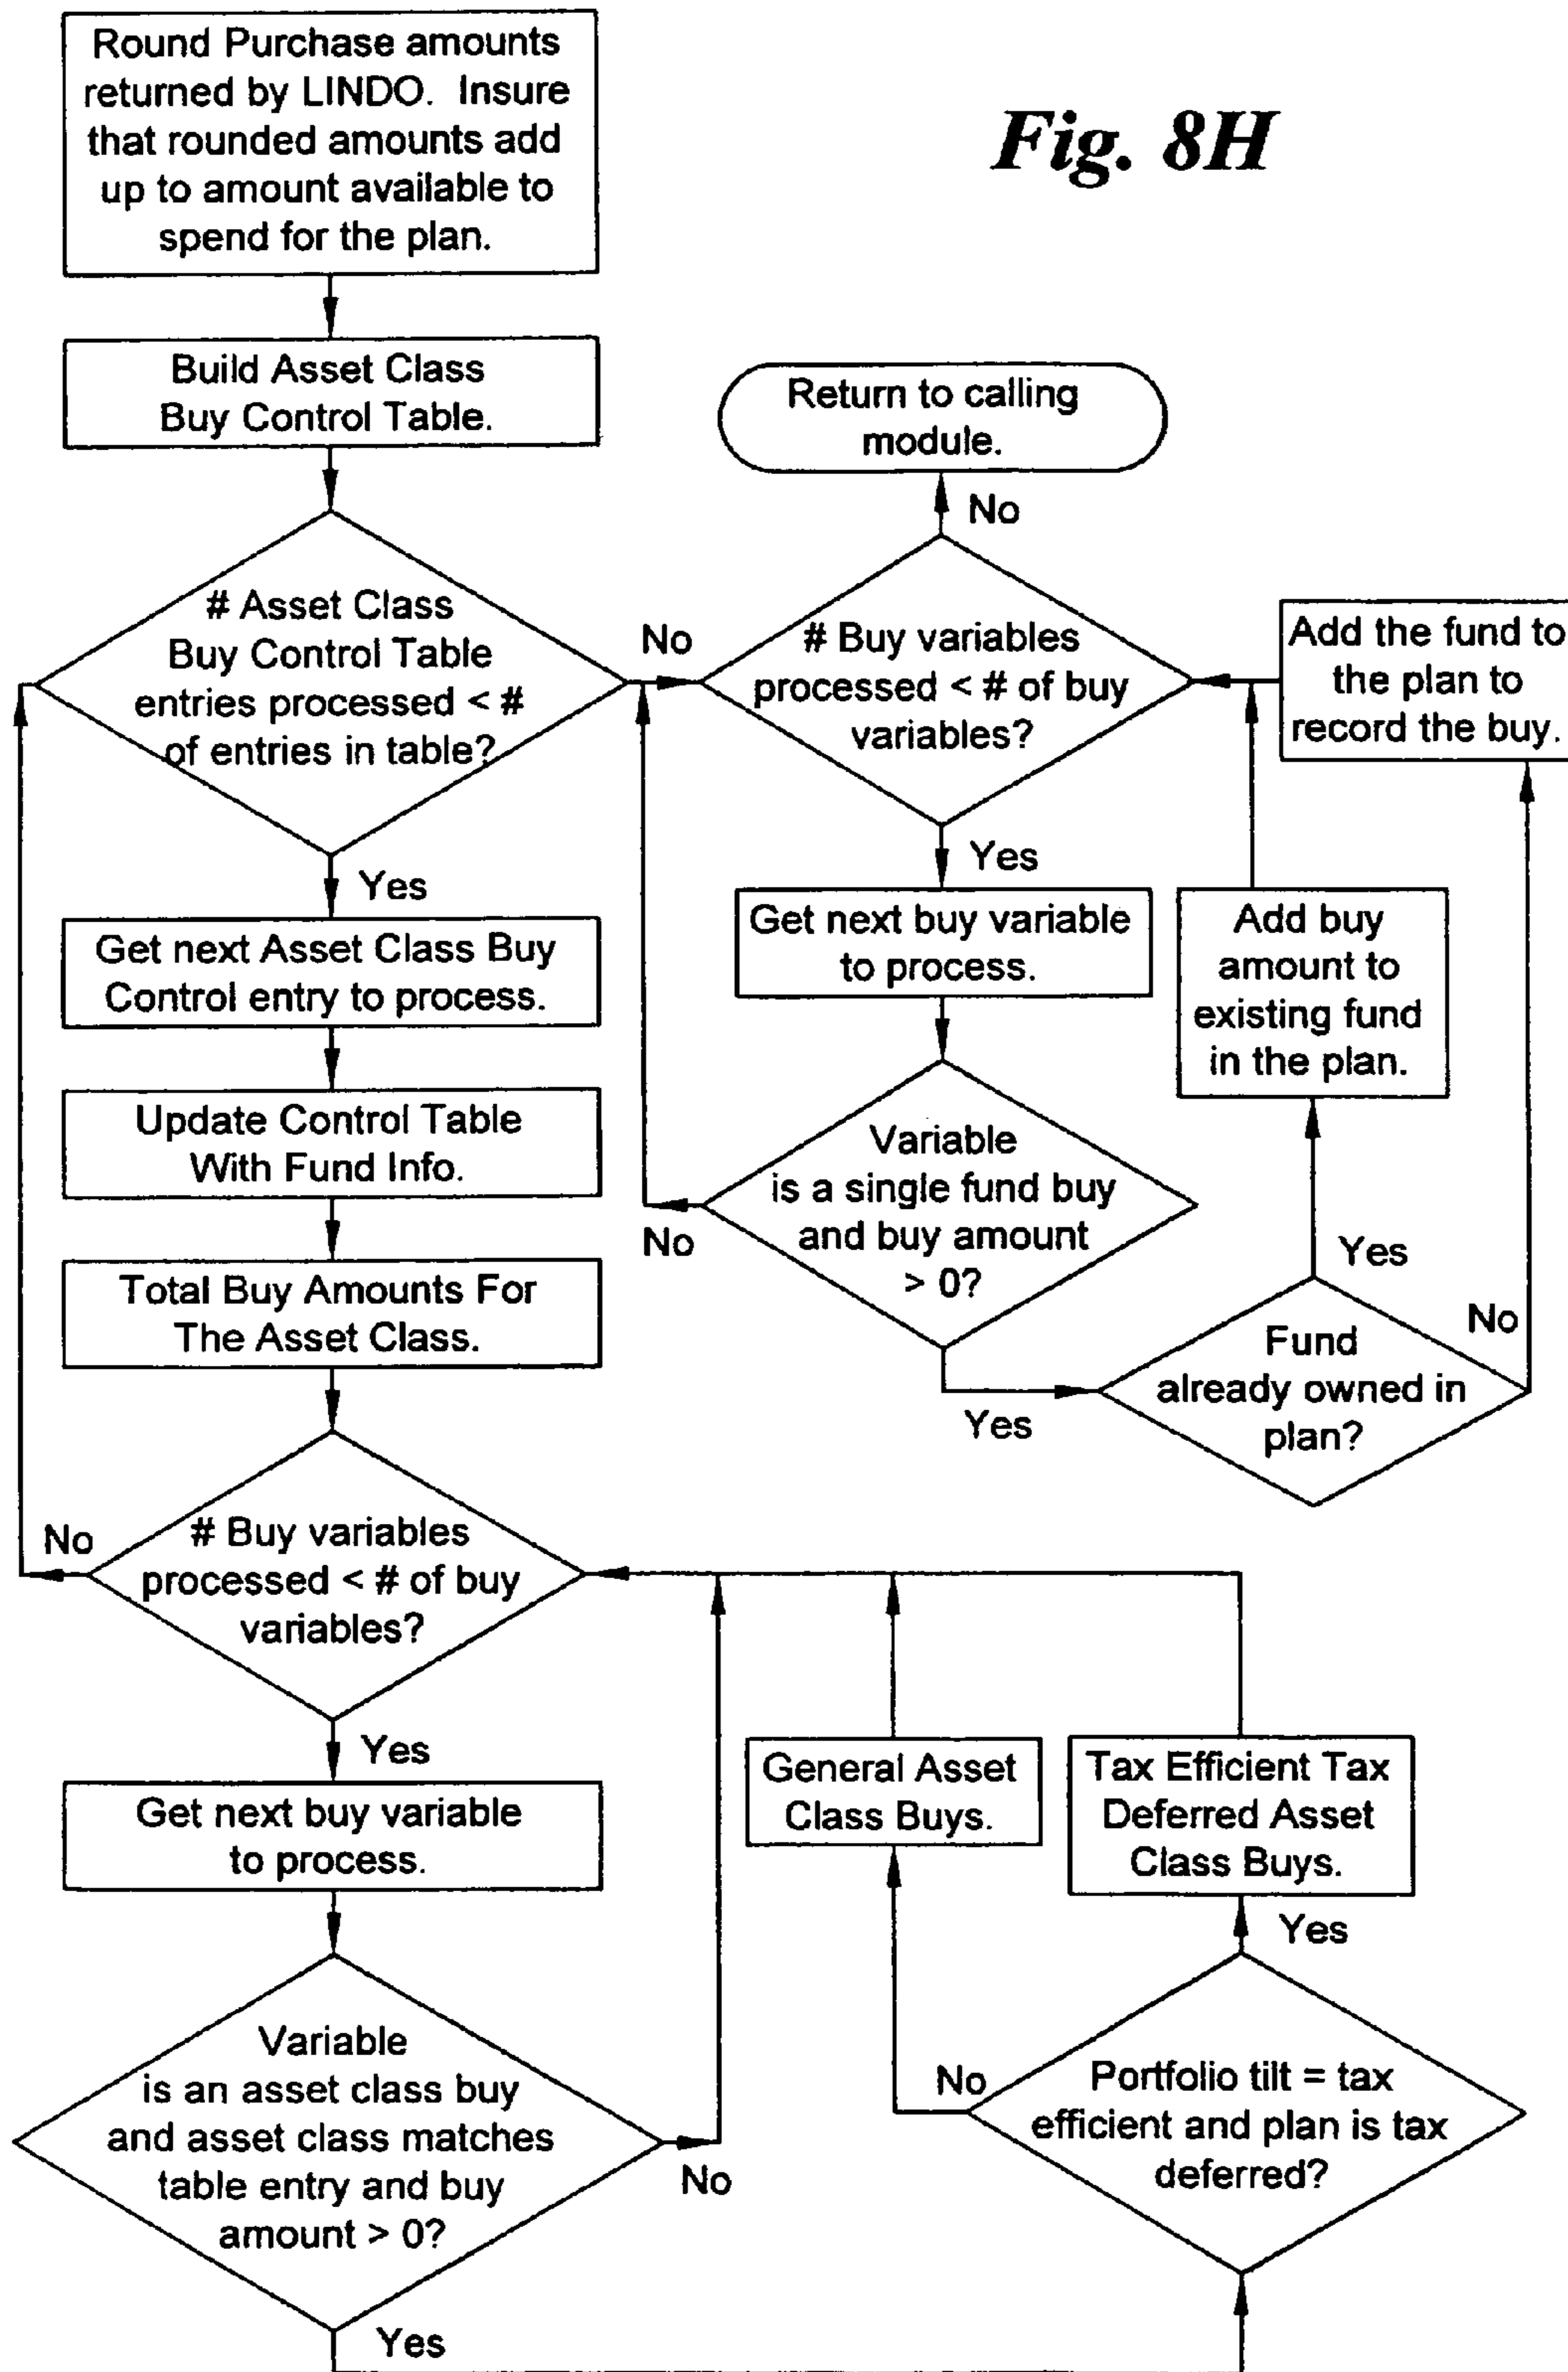 Round Purchase amounts
returned by LINDO. Insure
that rounded amounts add
up to amount available to
spend for the plan.
Fig. 8H
Build Asset Class
Buy Control Table.
Return to calling
module.
No
# Asset Class
Buy Control Table
entries processed < #
of entries in table?
No
# Buy variables
processed < # of buy
variables?
Add the fund to
the plan to
record the buy.
Yes
Yes
Get next Asset Class Buy
Control entry to process.
Get next buy variable
to process.
Add buy
amount to
existing fund
in the plan.
Update Control Table
With Fund Info.
Variable
is a single fund buy
and buy amount
> 0?
No
Yes
Total Buy Amounts For
The Asset Class.
Yes
Fund
already owned in
plan?
No
# Buy variables
processed < # of buy
variables?
No
Yes
Get next buy variable
to process.
General Asset
Class Buys.
Tax Efficient Tax
Deferred Asset
Class Buys.
Yes
Variable
is an asset class buy
and asset class matches
table entry and buy
amount > 0?
No
No
Portfolio tilt = tax
efficient and plan is tax
deferred?
Yes